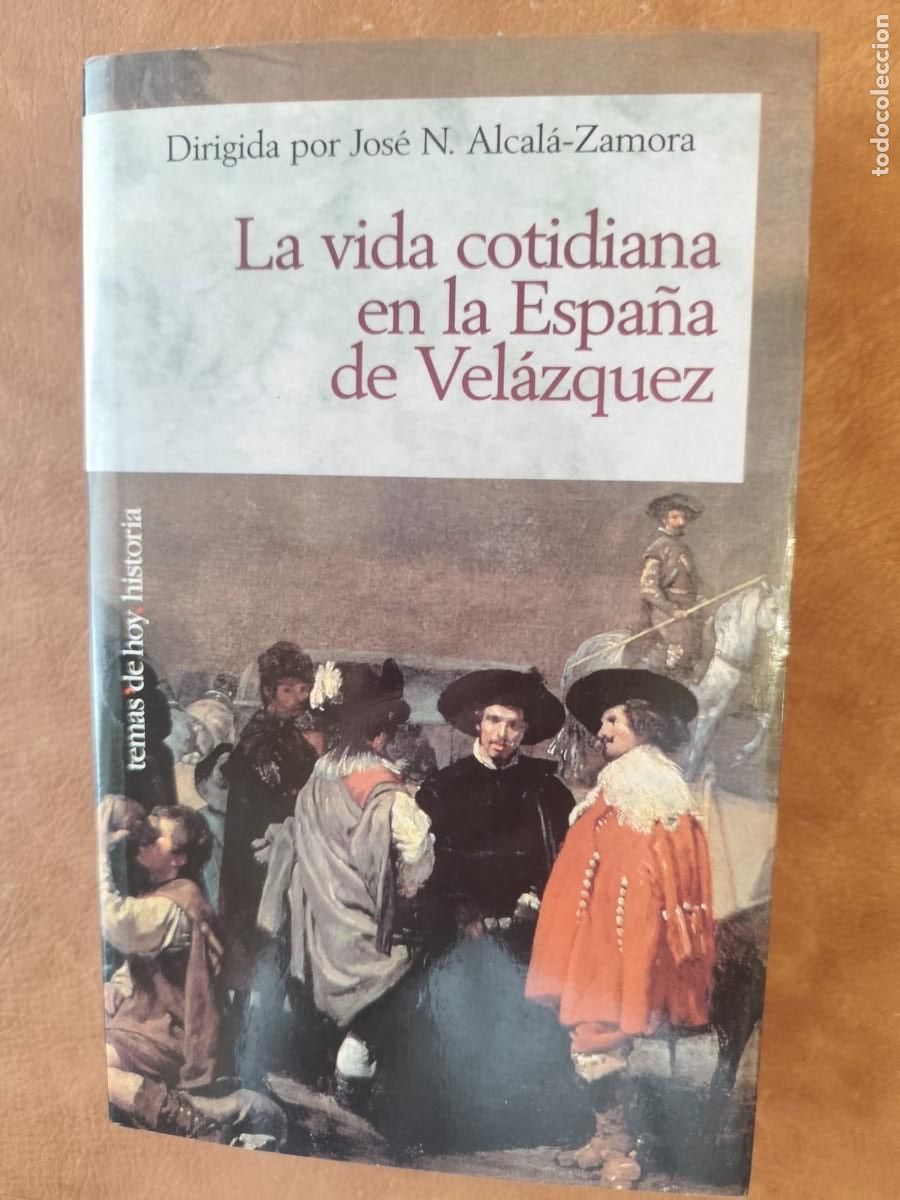 Dirigida por José N. Alcalá-Zamora
La vida cotidiana
en la España
de Velázquez
temas'de hoy. historia
todocoleccion